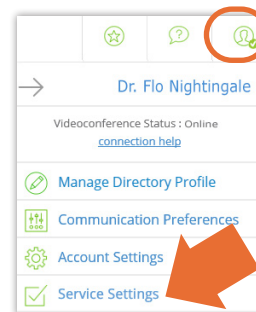 Dr. Flo Nightingale
Videoconference Status : Online
connection help
Manage Directory Profile
Communication Preferences
Account Settings
Service Settings